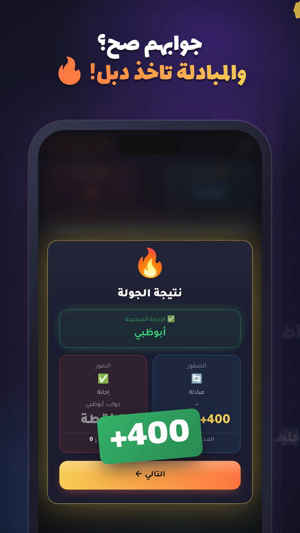 جوابهم صح؟
والمبادلة تاخذ دبل! 🔥
نتيجة الجولة
✅ الإجابة الصحيحة
أبوظبي
الصقور
مبادلة
–
+400
النمور
إجابة
جواب: أبوظبي
0
+400
التالي ←